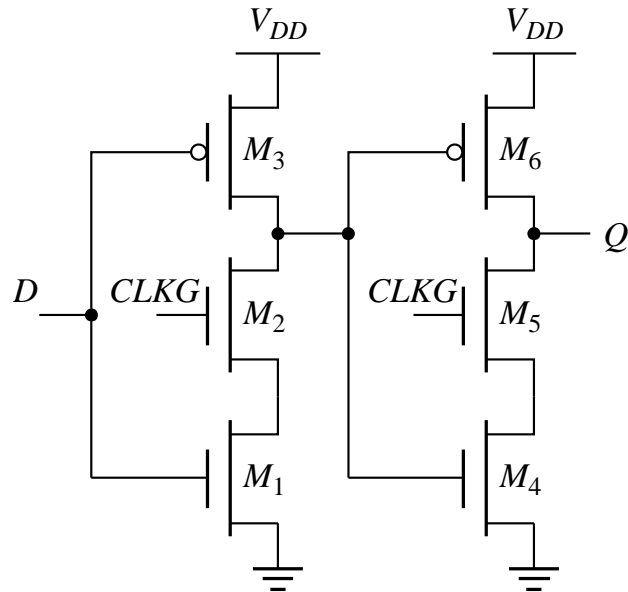 V_DD V_DD
M_3 M_6
Q
D CLKG CLKG
M_2 M_5
M_1 M_4